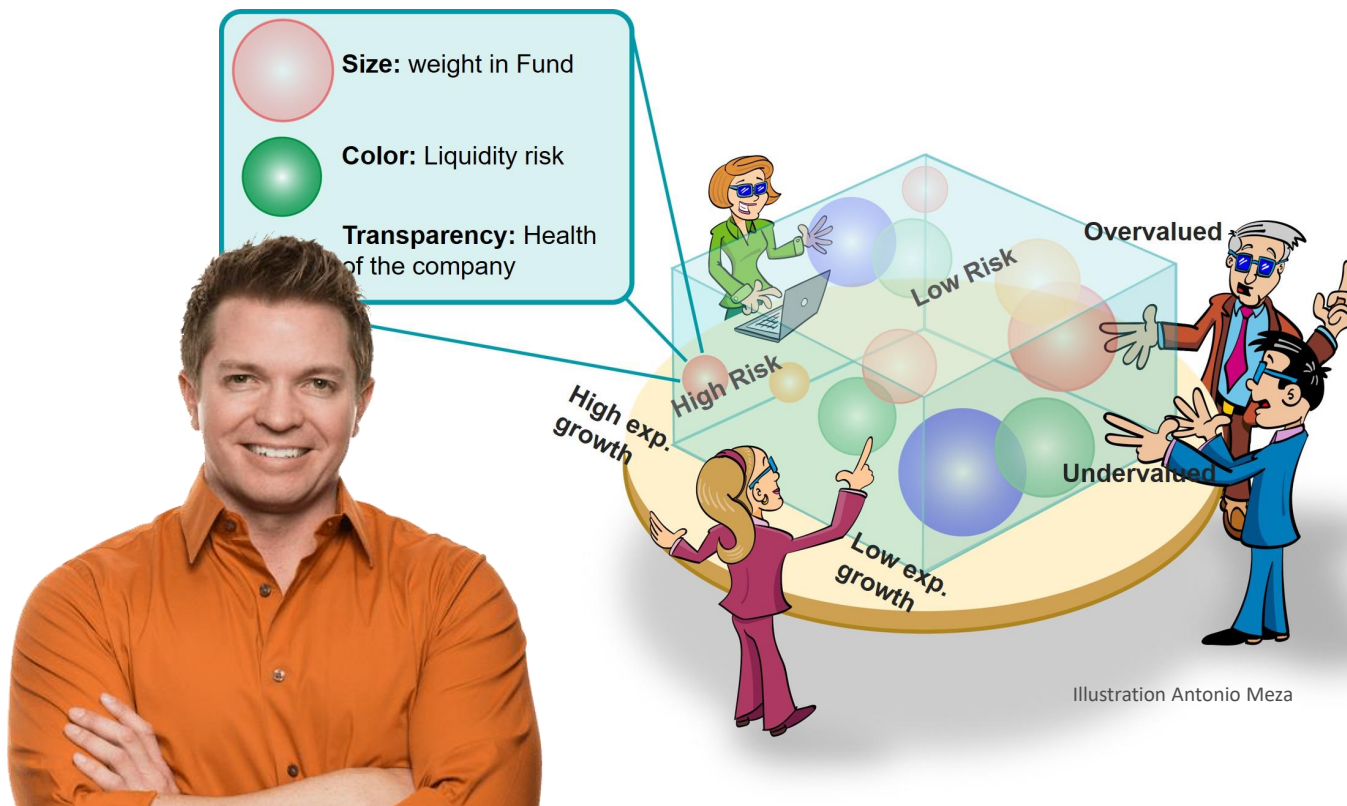 Size: weight in Fund
Color: Liquidity risk
Transparency: Health
of the company
Overvalued
Low Risk
High Risk
High exp.
growth
Undervalued
Low exp.
growth
Illustration Antonio Meza